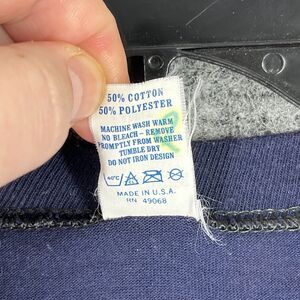 50% COTTON
50% POLYESTER
MACHINE WASH WARM
NO BLEACH – REMOVE
PROMPTLY FROM WASHER
TUMBLE DRY
DO NOT IRON DESIGN
40°C
MADE IN U.S.A.
RN 49068